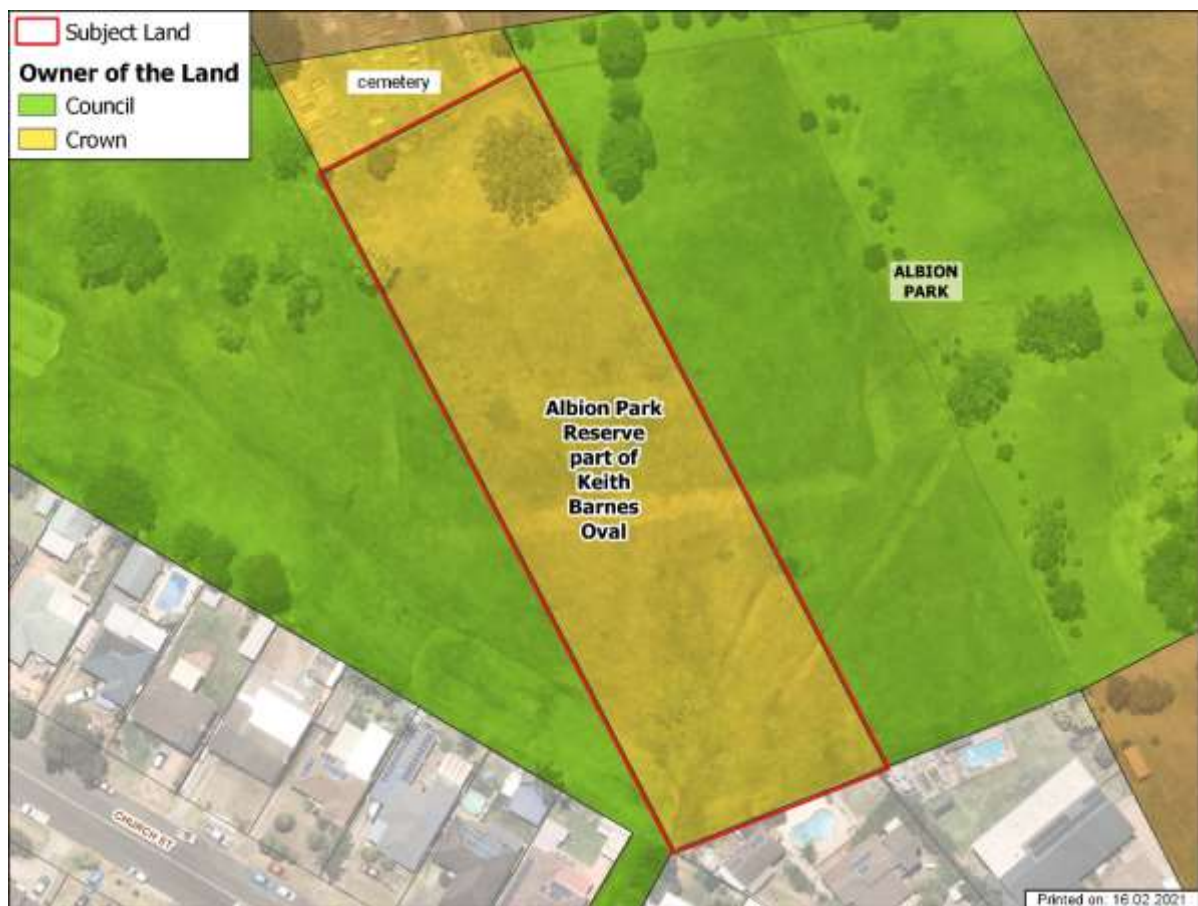 Subject Land
Owner of the Land
Council
Crown
cemetery
ALBION
PARK
Albion Park
Reserve
part of
Keith
Barnes
Oval
CHURCH ST
Printed on: 16.02.2021